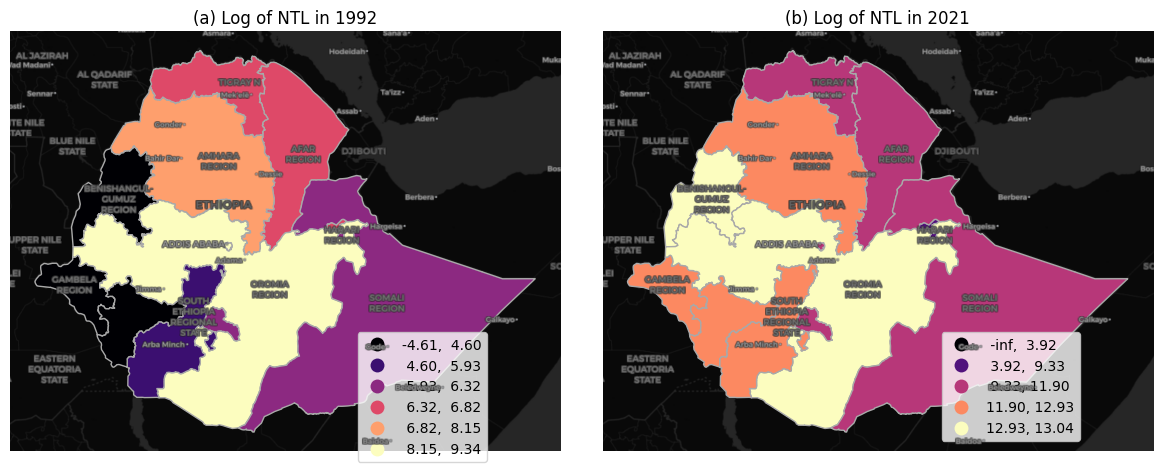 (a) Log of NTL in 1992
Asmara
Sana'a
AL JAZIRAH
Wad Madani
Hodeidah
AL QADARIF
STATE
Sennar
TIGRAY
Mek'elē
Ta'izz
Assab
Aden
Gonder
BLUE NILE
STATE
Bahir Dar
AMHARA
REGION
AFAR
REGION
DJIBOUTI
Dessie
BENISHANGUL-
GUMUZ
REGION
ETHIOPIA
Berbera
UPPER NILE
STATE
ADDIS ABABA
Adama
HARARI
REGION
Hargeisa
GAMBELA
REGION
Jimma
OROMIA
REGION
SOMALI
REGION
SOUTH
ETHIOPIA
REGIONAL
STATE
Galkayo
Arba Minch
EASTERN
EQUATORIA
STATE
-4.61, 4.60
4.60, 5.93
5.93, 6.32
6.32, 6.82
6.82, 8.15
8.15, 9.34
(b) Log of NTL in 2021
Asmara
Sana'a
AL JAZIRAH
Wad Madani
Hodeidah
AL QADARIF
STATE
Sennar
TIGRAY
Mek'elē
Ta'izz
Assab
Aden
Gonder
BLUE NILE
STATE
Bahir Dar
AMHARA
REGION
AFAR
REGION
DJIBOUTI
Dessie
BENISHANGUL-
GUMUZ
REGION
ETHIOPIA
Berbera
UPPER NILE
STATE
ADDIS ABABA
Adama
HARARI
REGION
Hargeisa
GAMBELA
REGION
Jimma
OROMIA
REGION
SOMALI
REGION
SOUTH
ETHIOPIA
REGIONAL
STATE
Galkayo
Arba Minch
EASTERN
EQUATORIA
STATE
-inf, 3.92
3.92, 9.33
9.33, 11.90
11.90, 12.93
12.93, 13.04